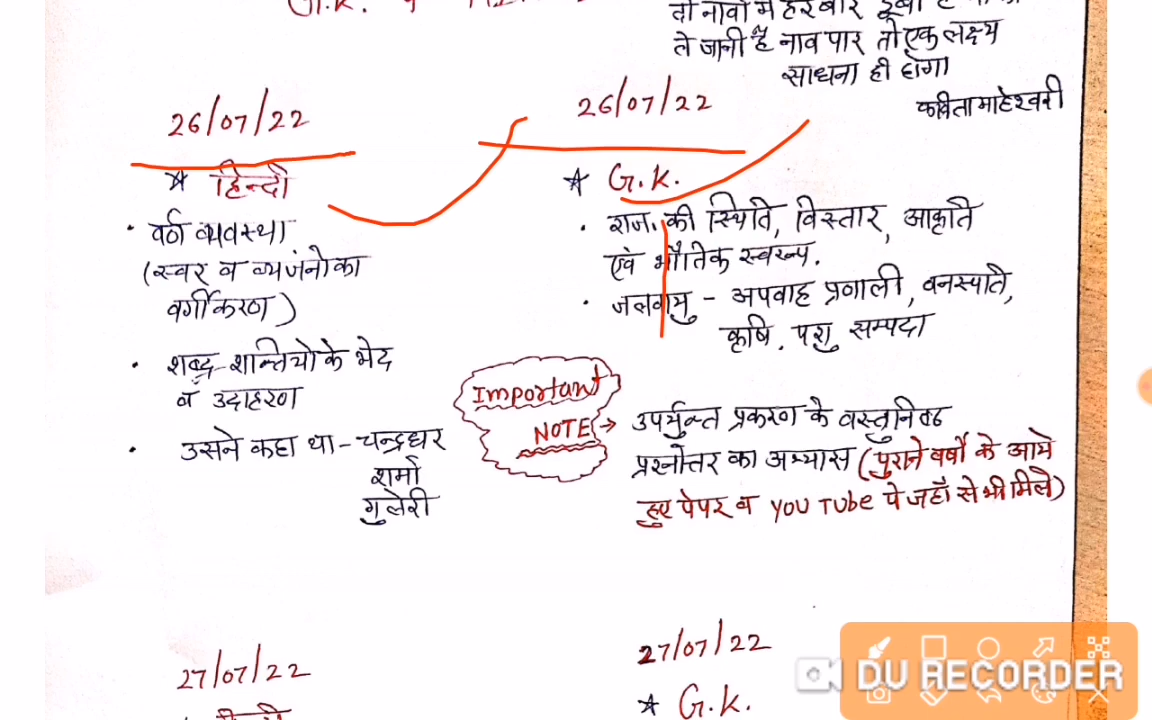 G.K.
तो नावों में हर बार
ले जानी है नाव पार तो एक लक्ष्य
साधना ही होगा
कविता माहेश्वरी
26/07/22
* हिन्दी
• वर्ण व्यवस्था
(स्वर व व्यजंनो का
वर्गीकरण)
• शब्द-शक्तियो के भेद
व उदाहरण
• उसने कहा था - चन्द्रधर
शर्मा
गुलेरी
26/07/22
* G.K.
• राज. की स्थिति, विस्तार, आकृति
एवं भौतिक स्वरूप.
• जलवायु - अपवाह प्रणाली, वनस्पति,
कृषि, पशु सम्पदा
Important
NOTE → उपर्युक्त प्रकरण के वस्तुनिष्ठ
प्रश्नोत्तर का अभ्यास (पुराने वर्षों के आये
हुए पेपर व YOU TUBE पे जहाँ से भी मिले)
27/07/22
27/07/22
* G.K.
DU RECORDER